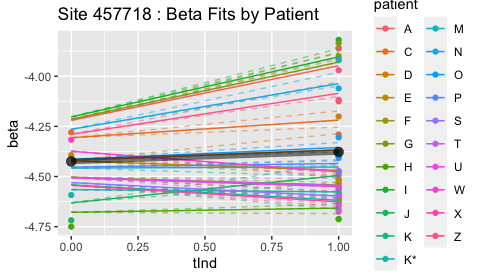 Site 457718 : Beta Fits by Patient
patient
A
C
D
E
F
G
H
I
J
K
K*
M
N
O
P
S
T
U
W
X
Z
beta
-4.00
-4.25
-4.50
-4.75
0.00 0.25 0.50 0.75 1.00
tInd